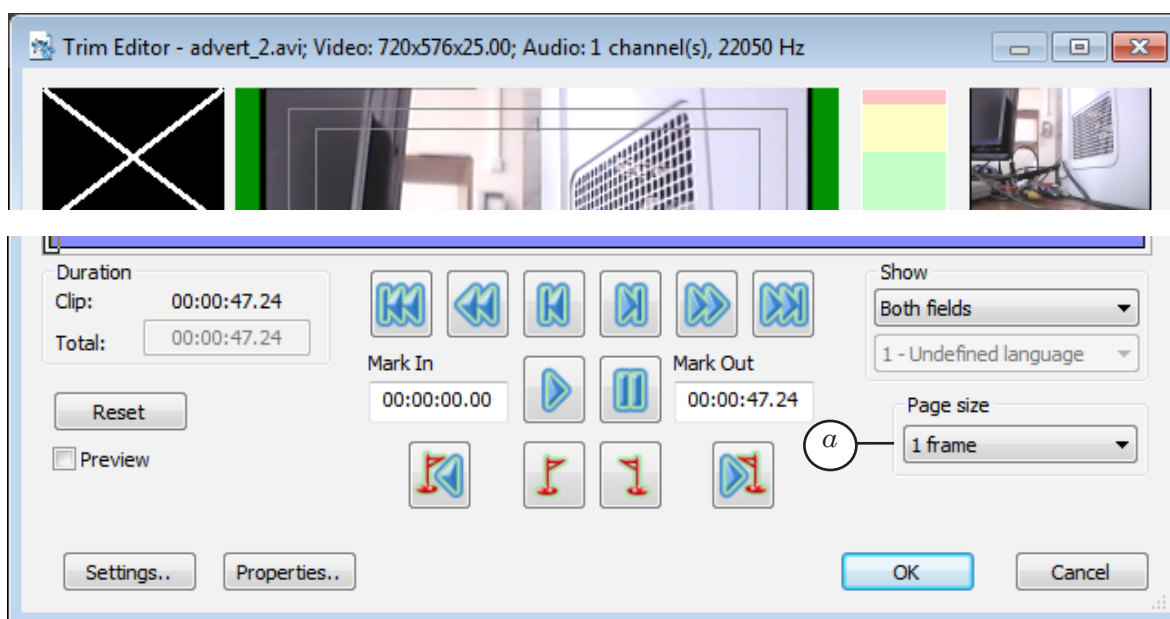 Trim Editor - advert_2.avi; Video: 720x576x25.00; Audio: 1 channel(s), 22050 Hz
Duration
Clip: 00:00:47.24
Total: 00:00:47.24
Show
Both fields
1 - Undefined language
Mark In
00:00:00.00
Mark Out
00:00:47.24
Reset
Preview
Page size
a
1 frame
Settings..
Properties..
OK
Cancel